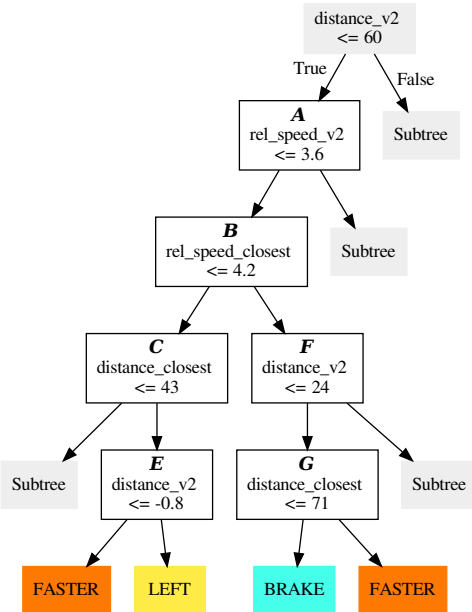 distance_v2
<= 60
True
False
A
rel_speed_v2
<= 3.6
Subtree
B
rel_speed_closest
<= 4.2
Subtree
C
distance_closest
<= 43
F
distance_v2
<= 24
Subtree
E
distance_v2
<= -0.8
G
distance_closest
<= 71
Subtree
FASTER
LEFT
BRAKE
FASTER